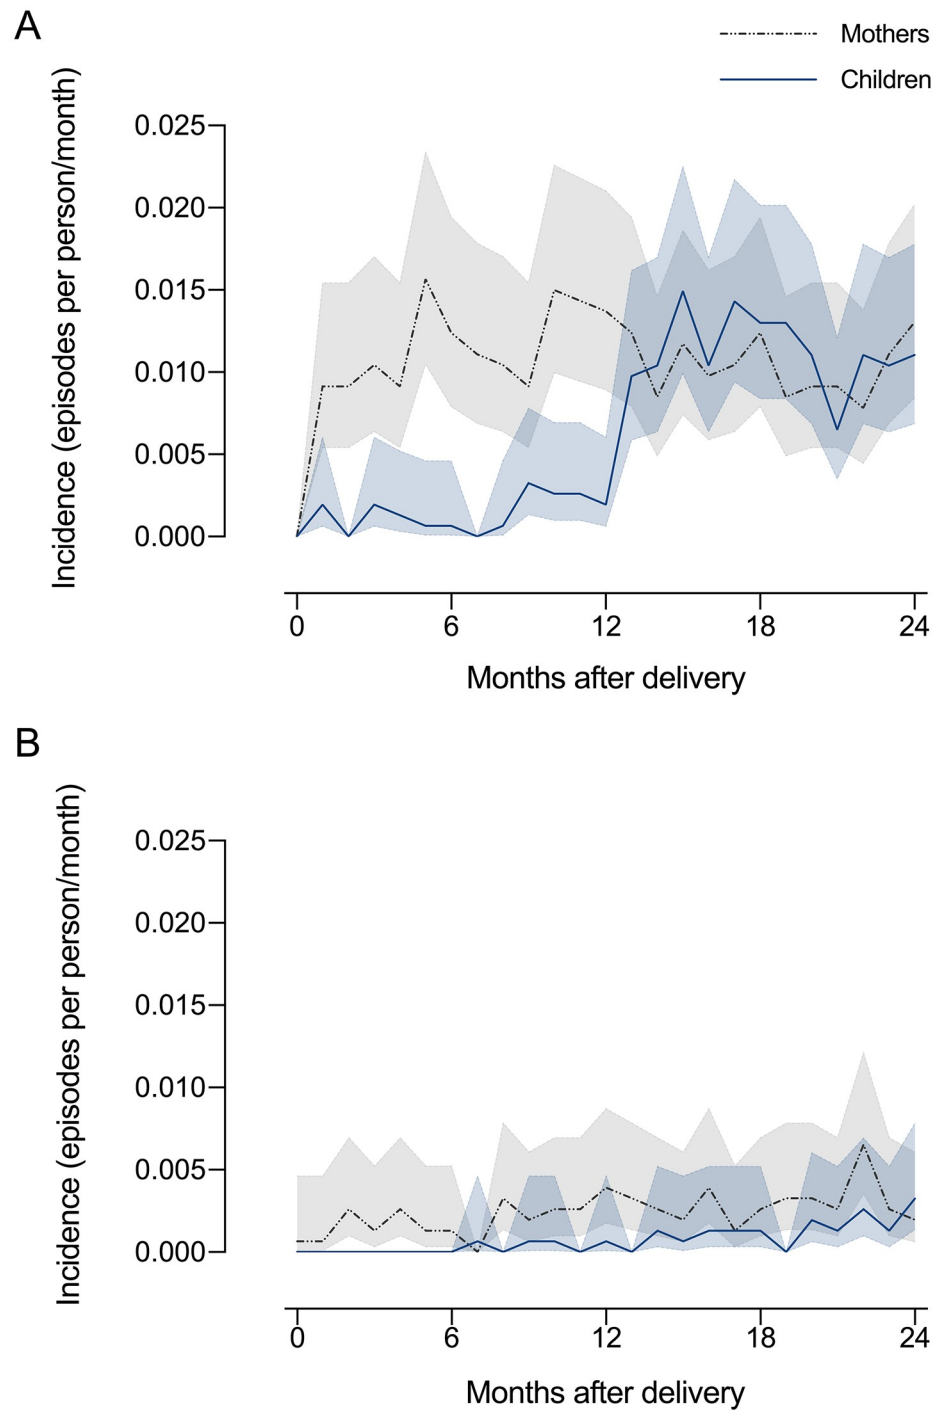 A
Mothers
Children
Incidence (episodes per person/month)
0.025
0.020
0.015
0.010
0.005
0.000
0 6 12 18 24
Months after delivery
B
Incidence (episodes per person/month)
0.025
0.020
0.015
0.010
0.005
0.000
0 6 12 18 24
Months after delivery